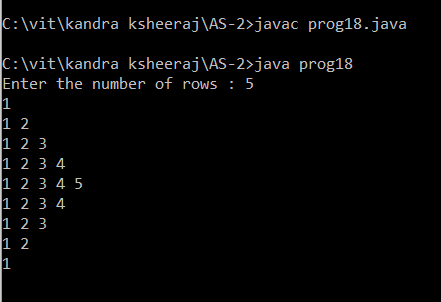 C:\vit\kandra ksheeraj\AS-2>javac prog18.java
C:\vit\kandra ksheeraj\AS-2>java prog18
Enter the number of rows : 5
1
1 2
1 2 3
1 2 3 4
1 2 3 4 5
1 2 3 4
1 2 3
1 2
1